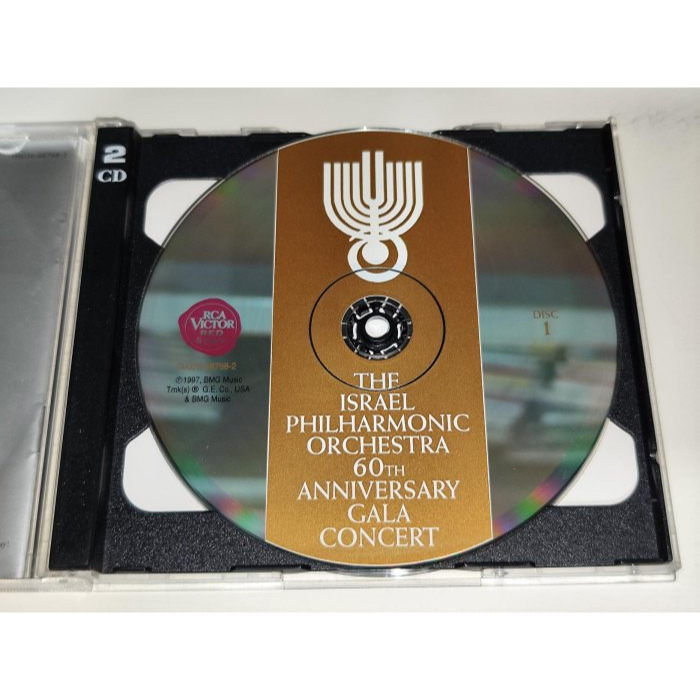 2
CD
RCA
VICTOR
RED
DISC
1
℗1997, BMG Music
Tmk(s) ® G.E. Co., USA
& BMG Music
THE
ISRAEL
PHILHARMONIC
ORCHESTRA
60TH
ANNIVERSARY
GALA
CONCERT